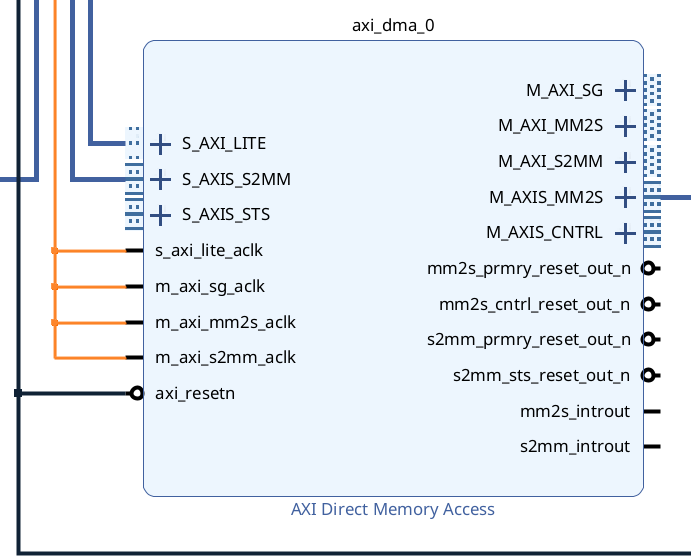 axi_dma_0
S_AXI_LITE
S_AXIS_S2MM
S_AXIS_STS
s_axi_lite_aclk
m_axi_sg_aclk
m_axi_mm2s_aclk
m_axi_s2mm_aclk
axi_resetn
M_AXI_SG
M_AXI_MM2S
M_AXI_S2MM
M_AXIS_MM2S
M_AXIS_CNTRL
mm2s_prmry_reset_out_n
mm2s_cntrl_reset_out_n
s2mm_prmry_reset_out_n
s2mm_sts_reset_out_n
mm2s_introut
s2mm_introut
AXI Direct Memory Access